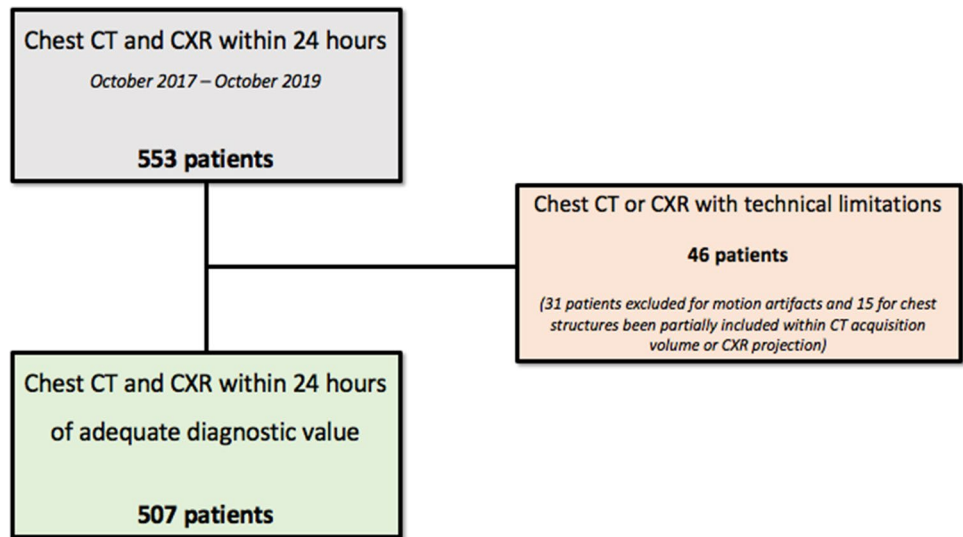 Chest CT and CXR within 24 hours
October 2017 – October 2019
553 patients
Chest CT or CXR with technical limitations
46 patients
(31 patients excluded for motion artifacts and 15 for chest
structures been partially included within CT acquisition
volume or CXR projection)
Chest CT and CXR within 24 hours
of adequate diagnostic value
507 patients